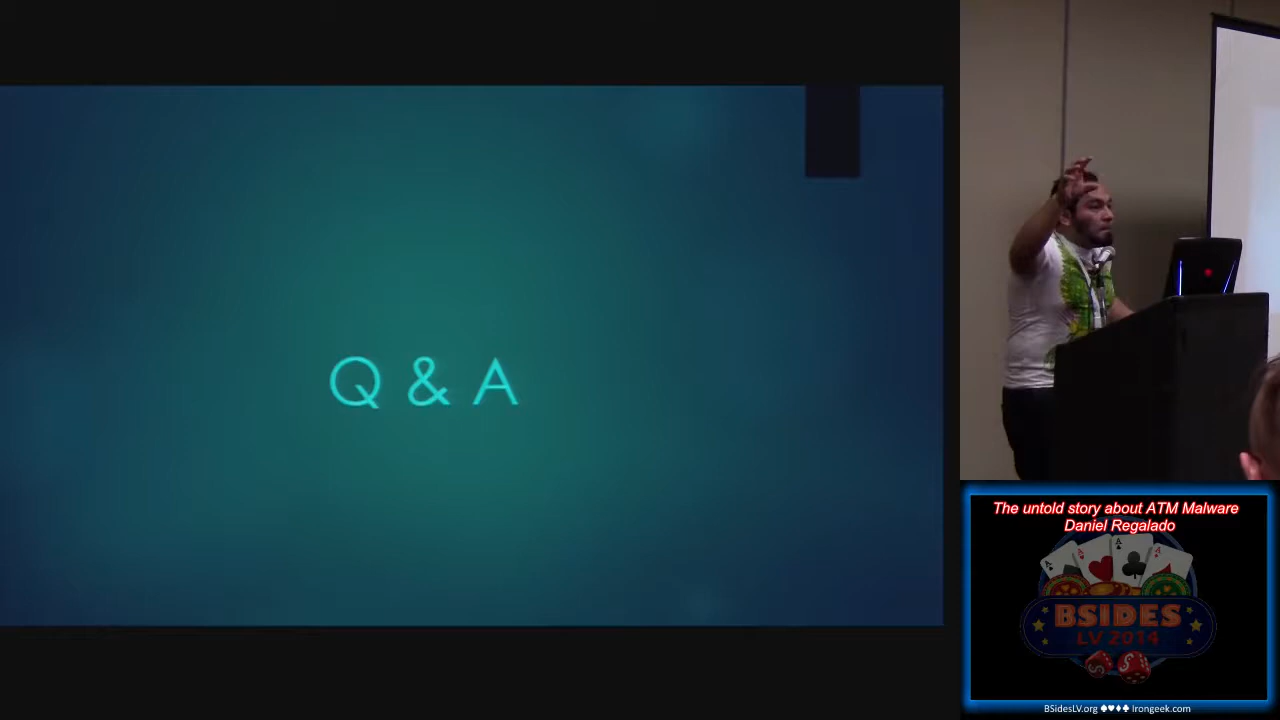 Q & A
The untold story about ATM Malware
Daniel Regalado
A
A
A
A
BSIDES
LV 2014
BSidesLV.org ♠♥♦♣ Irongeek.com